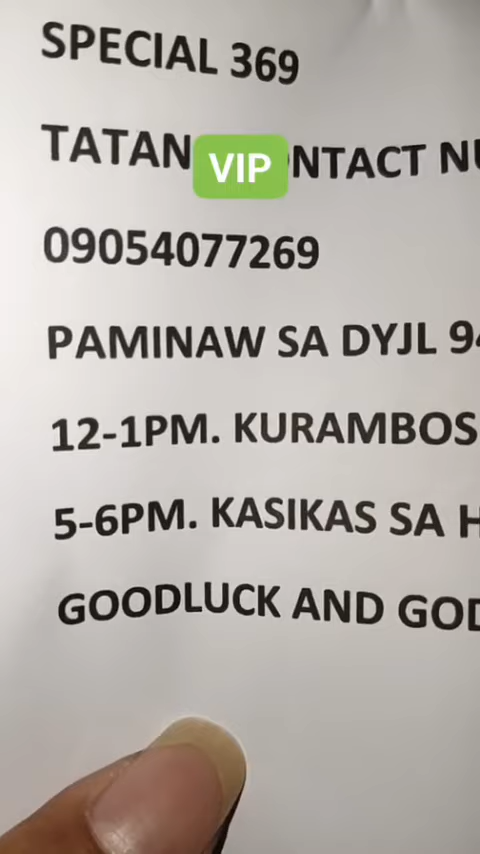 SPECIAL 369
TATAN VIP NTACT
09054077269
PAMINAW SA DYJL
12-1PM. KURAMBOS
5-6PM. KASIKAS SA
GOODLUCK AND